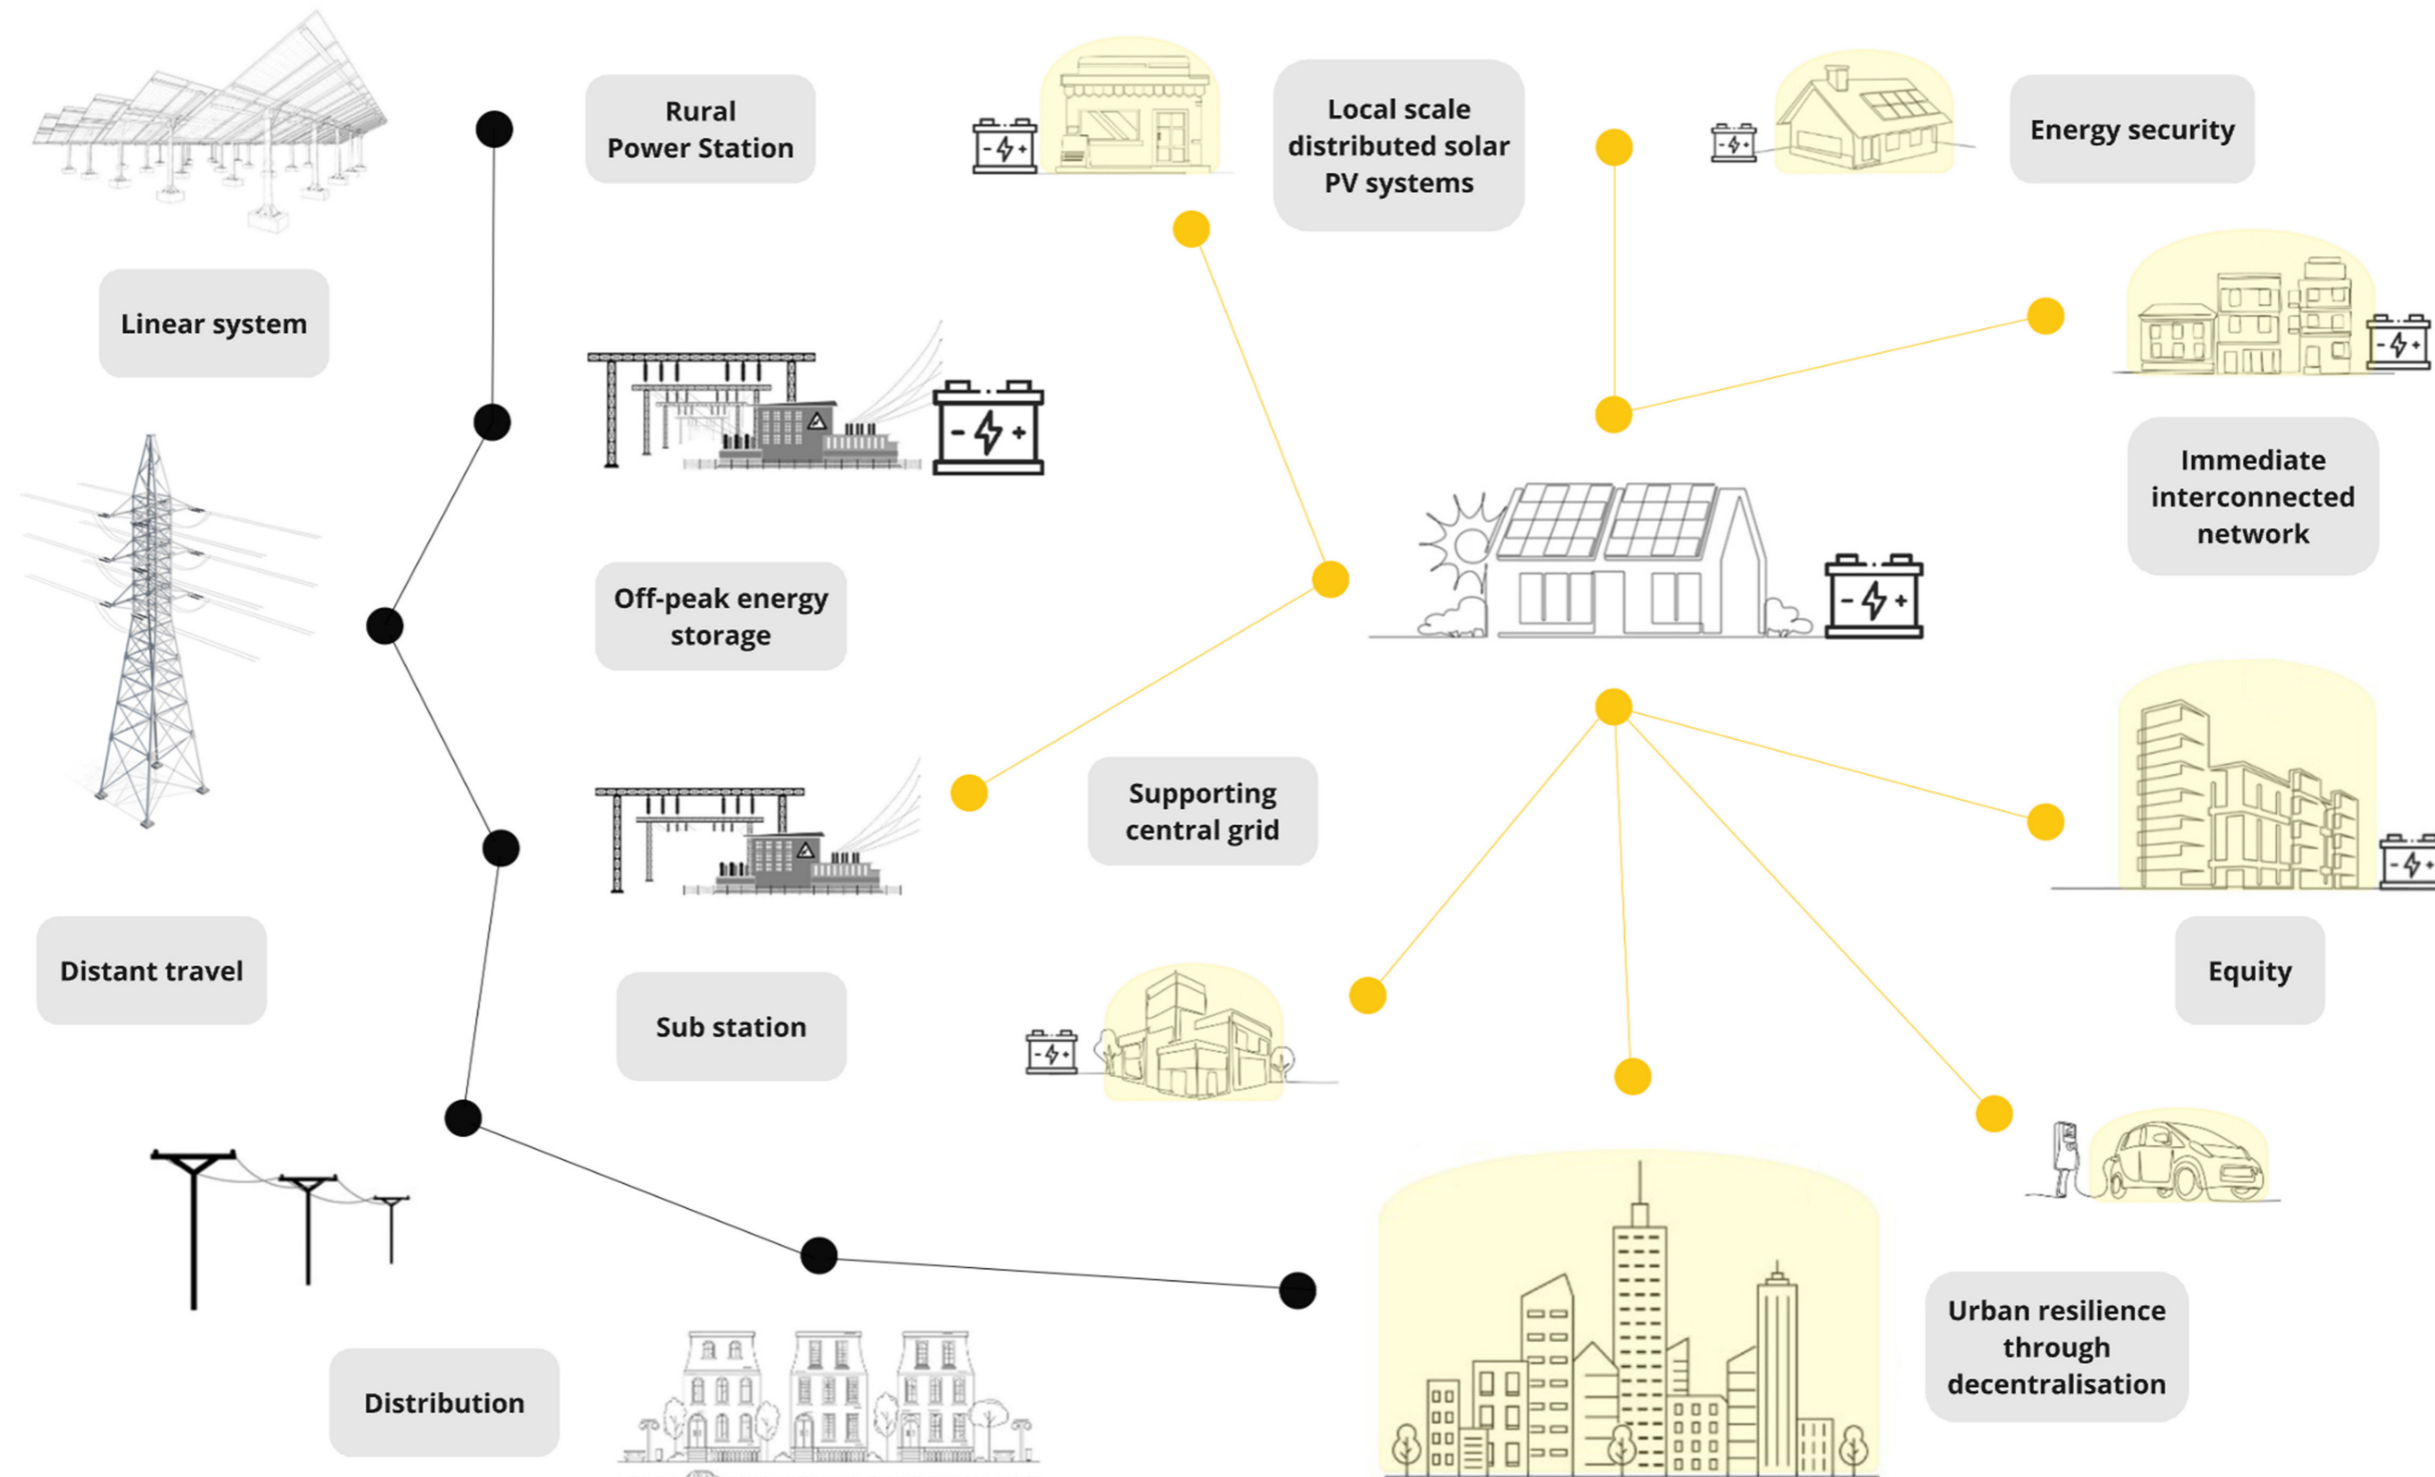 Rural
Power Station
Local scale
distributed solar
PV systems
Energy security
Linear system
Immediate
interconnected
network
Off-peak energy
storage
Supporting
central grid
Distant travel
Sub station
Equity
Urban resilience
through
decentralisation
Distribution